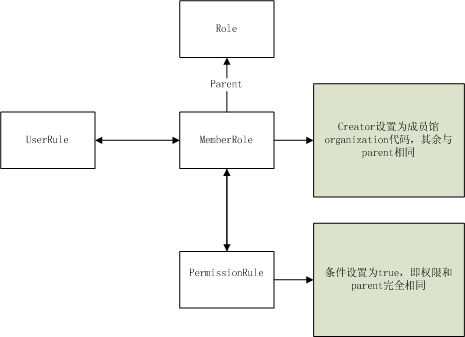 Role
Parent
UserRule
MemberRole
Creator设置为成员馆
organization代码，其余与
parent相同
PermissionRule
条件设置为true，即权限和
parent完全相同